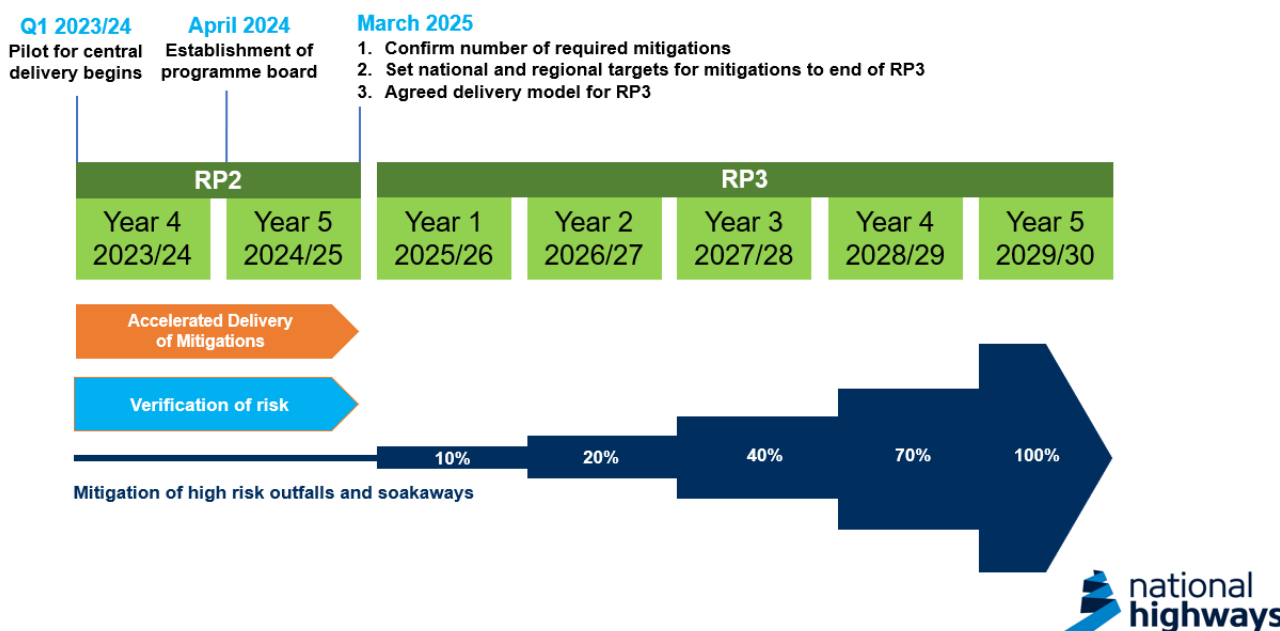 Q1 2023/24
Pilot for central
delivery begins
April 2024
Establishment of
programme board
March 2025
1. Confirm number of required mitigations
2. Set national and regional targets for mitigations to end of RP3
3. Agreed delivery model for RP3
RP2
RP3
Year 4
2023/24
Year 5
2024/25
Year 1
2025/26
Year 2
2026/27
Year 3
2027/28
Year 4
2028/29
Year 5
2029/30
Accelerated Delivery
of Mitigations
Verification of risk
10%
20%
40%
70%
100%
Mitigation of high risk outfalls and soakaways
national
highways